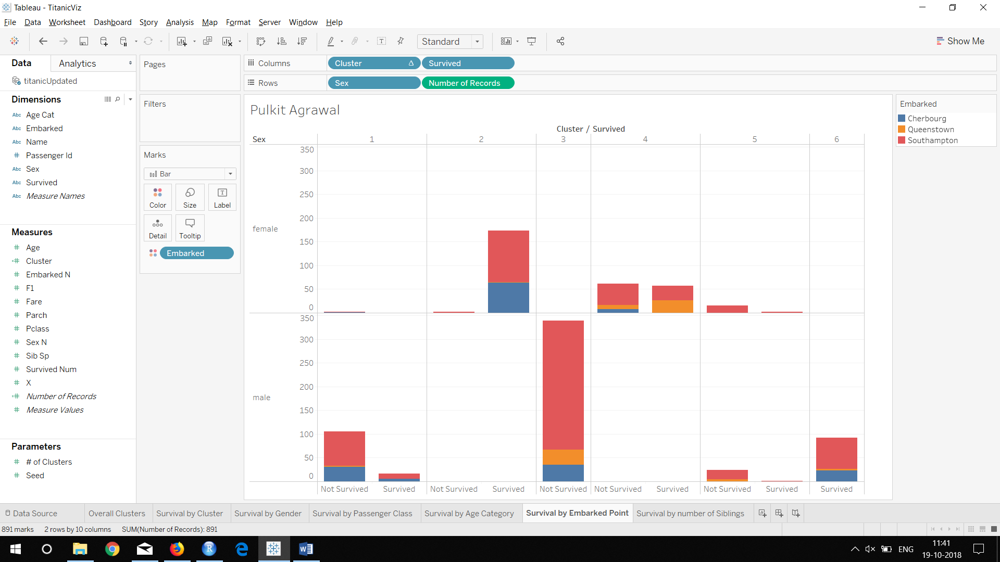 Tableau - TitanicViz
File Data Worksheet Dashboard Story Analysis Map Format Server Window Help
Standard
Show Me
Data Analytics
titanicUpdated
Dimensions
Abc Age Cat
Abc Embarked
Abc Name
# Passenger Id
Abc Sex
Abc Survived
Abc Measure Names
Measures
# Age
=# Cluster
# Embarked N
# F1
# Fare
# Parch
# Pclass
# Sex N
# Sib Sp
# Survived Num
# X
=# Number of Records
# Measure Values
Parameters
# # of Clusters
# Seed
Pages
Filters
Marks
Bar
Color Size Label
Detail Tooltip
Embarked
Columns Cluster Δ Survived
Rows Sex Number of Records
Pulkit Agrawal
Cluster / Survived
Sex 1 2 3 4 5 6
350
300
250
200
female
150
100
50
0
350
300
250
200
male
150
100
50
0
Not Survived Survived Not Survived Survived Not Survived Not Survived Survived Not Survived Survived Survived
Embarked
Cherbourg
Queenstown
Southampton
Data Source Overall Clusters Survival by Cluster Survival by Gender Survival by Passenger Class Survival by Age Category Survival by Embarked Point Survival by number of Siblings
891 marks 2 rows by 10 columns SUM(Number of Records): 891
ENG
11:41
19-10-2018